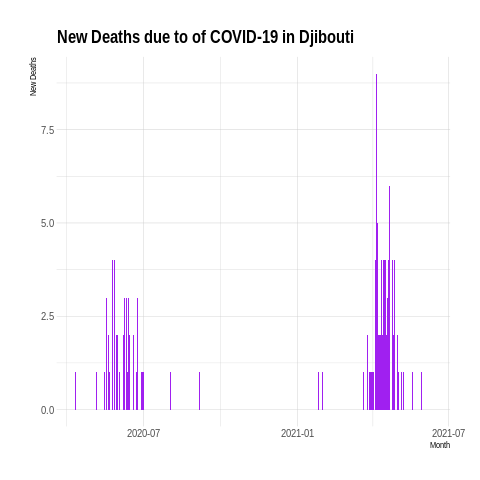 New Deaths due to of COVID-19 in Djibouti
New Deaths
7.5
5.0
2.5
0.0
2020-07
2021-01
2021-07
Month